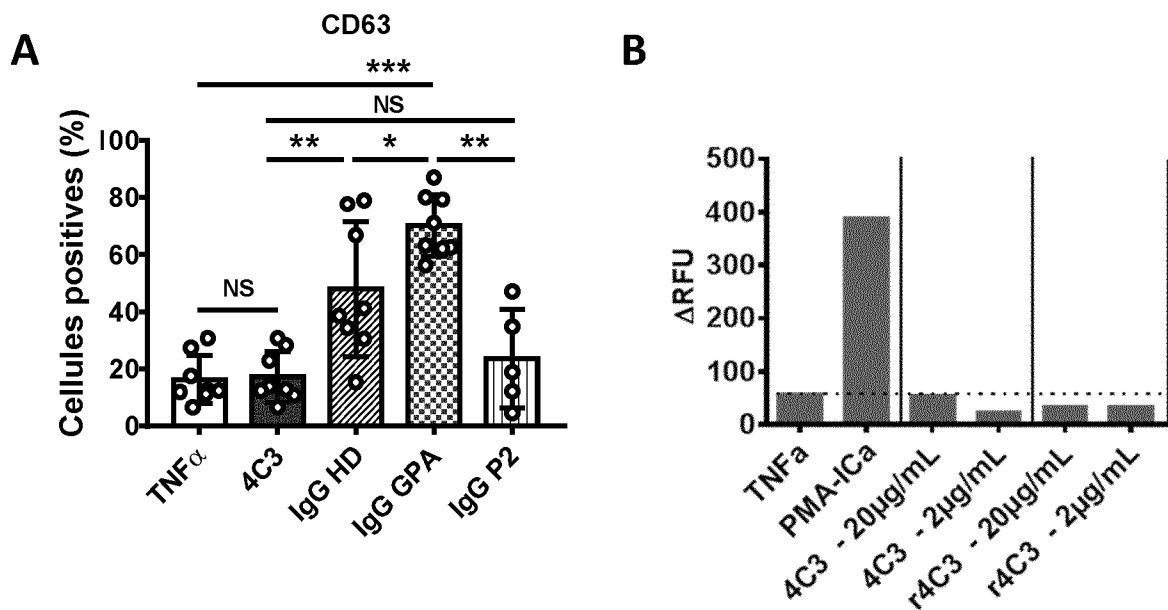 A
CD63
***
NS
** * **
NS
Cellules positives (%)
100
80
60
40
20
0
TNFα
4C3
IgG HD
IgG GPA
IgG P2
B
ΔRFU
500
400
300
200
100
0
TNFa
PMA-ICa
4C3 - 20µg/mL
4C3 - 2µg/mL
r4C3 - 20µg/mL
r4C3 - 2µg/mL